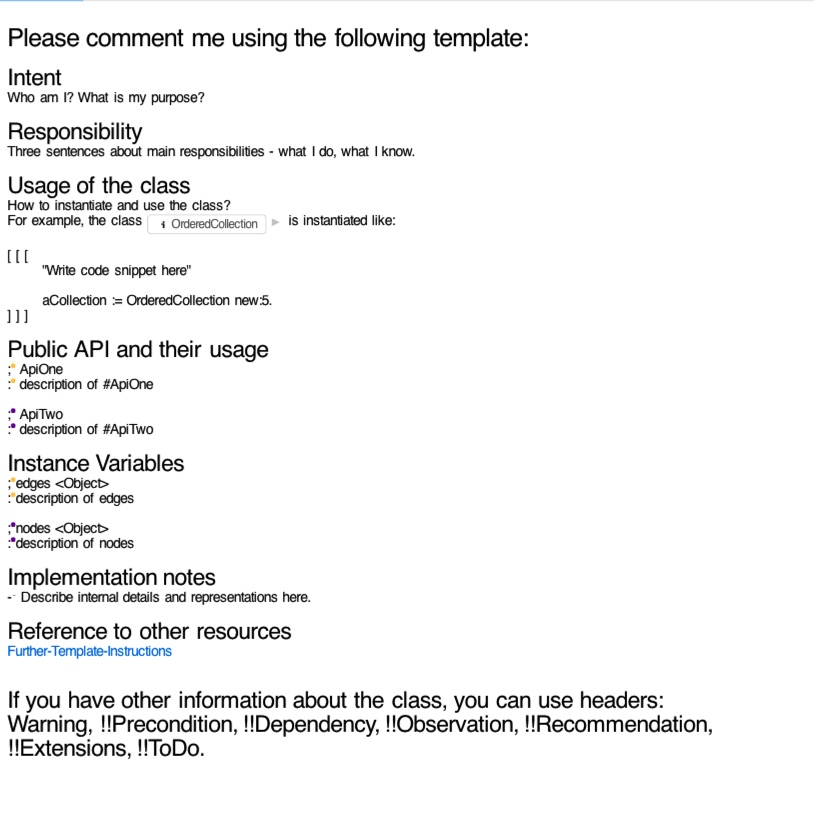 Please comment me using the following template:
Intent
Who am I? What is my purpose?
Responsibility
Three sentences about main responsibilities - what I do, what I know.
Usage of the class
How to instantiate and use the class?
For example, the class OrderedCollection is instantiated like:
[ [ [
"Write code snippet here"
aCollection := OrderedCollection new:5.
] ] ]
Public API and their usage
; ApiOne
: description of #ApiOne
; ApiTwo
: description of #ApiTwo
Instance Variables
; edges <Object>
: description of edges
; nodes <Object>
: description of nodes
Implementation notes
- Describe internal details and representations here.
Reference to other resources
Further-Template-Instructions
If you have other information about the class, you can use headers:
Warning, !!Precondition, !!Dependency, !!Observation, !!Recommendation,
!!Extensions, !!ToDo.